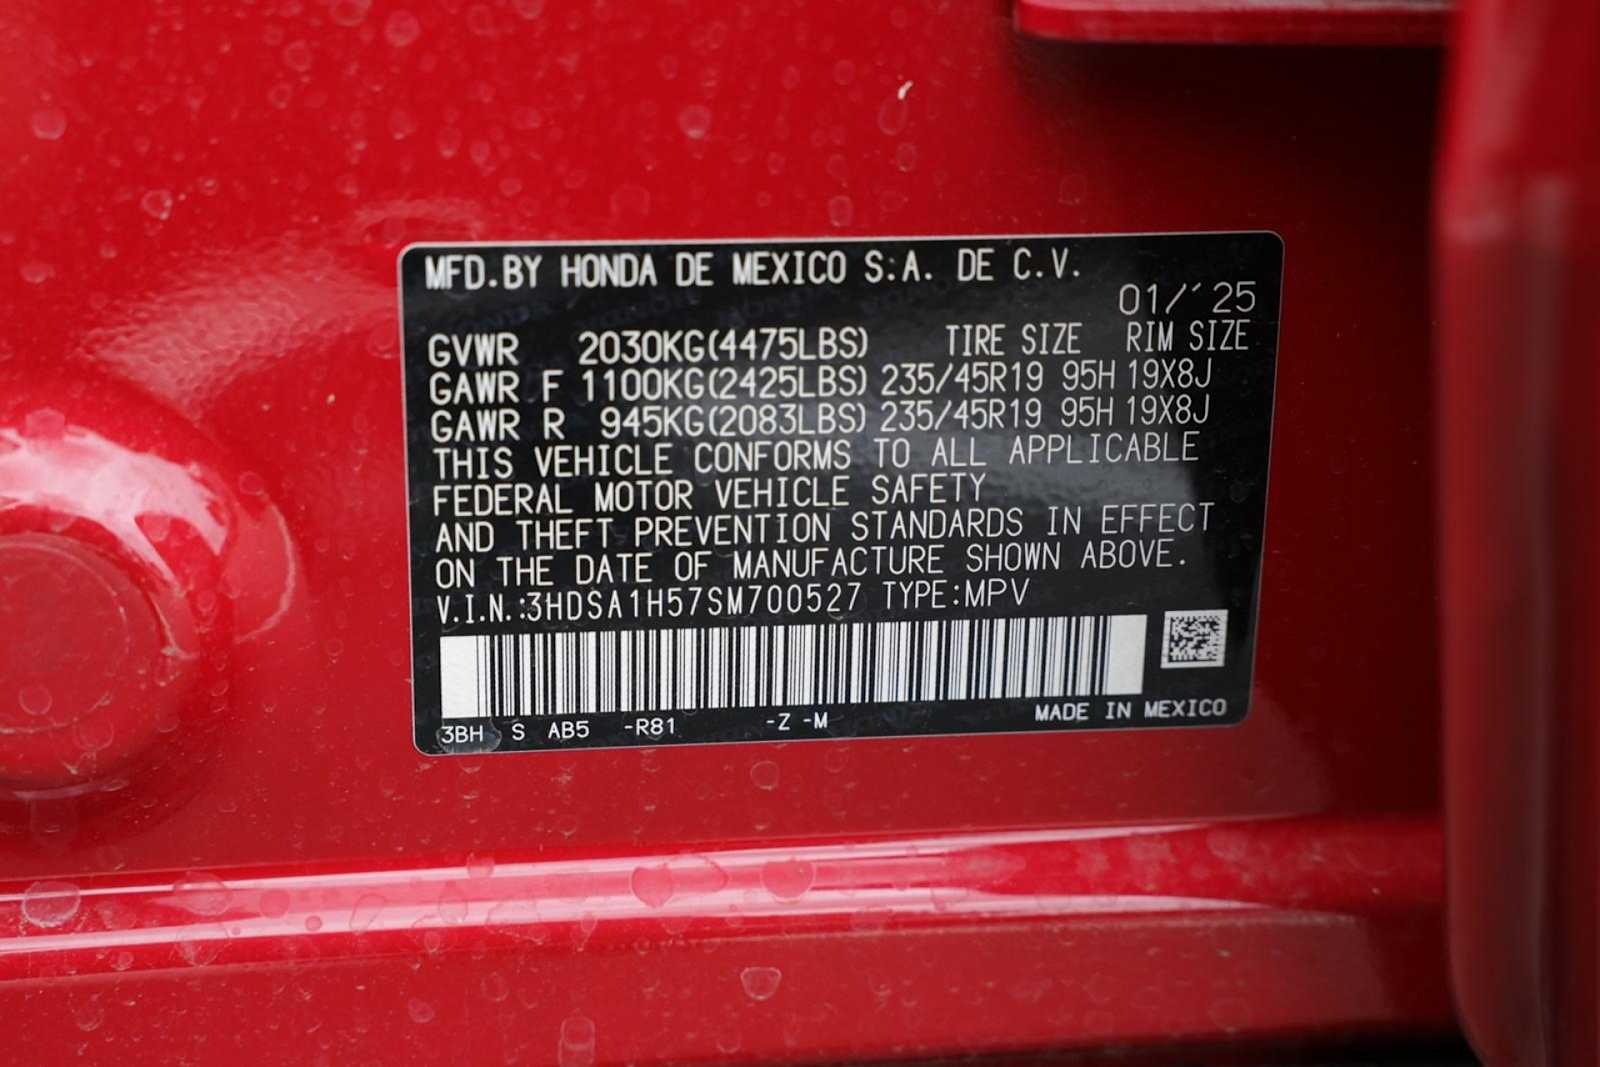 MFD.BY HONDA DE MEXICO S.A. DE C.V.
01/´25
GVWR 2030KG(4475LBS) TIRE SIZE RIM SIZE
GAWR F 1100KG(2425LBS) 235/45R19 95H 19X8J
GAWR R 945KG(2083LBS) 235/45R19 95H 19X8J
THIS VEHICLE CONFORMS TO ALL APPLICABLE
FEDERAL MOTOR VEHICLE SAFETY
AND THEFT PREVENTION STANDARDS IN EFFECT
ON THE DATE OF MANUFACTURE SHOWN ABOVE.
V.I.N.:3HDSA1H57SM700527 TYPE:MPV
3BH S AB5 -R81 -Z -M MADE IN MEXICO